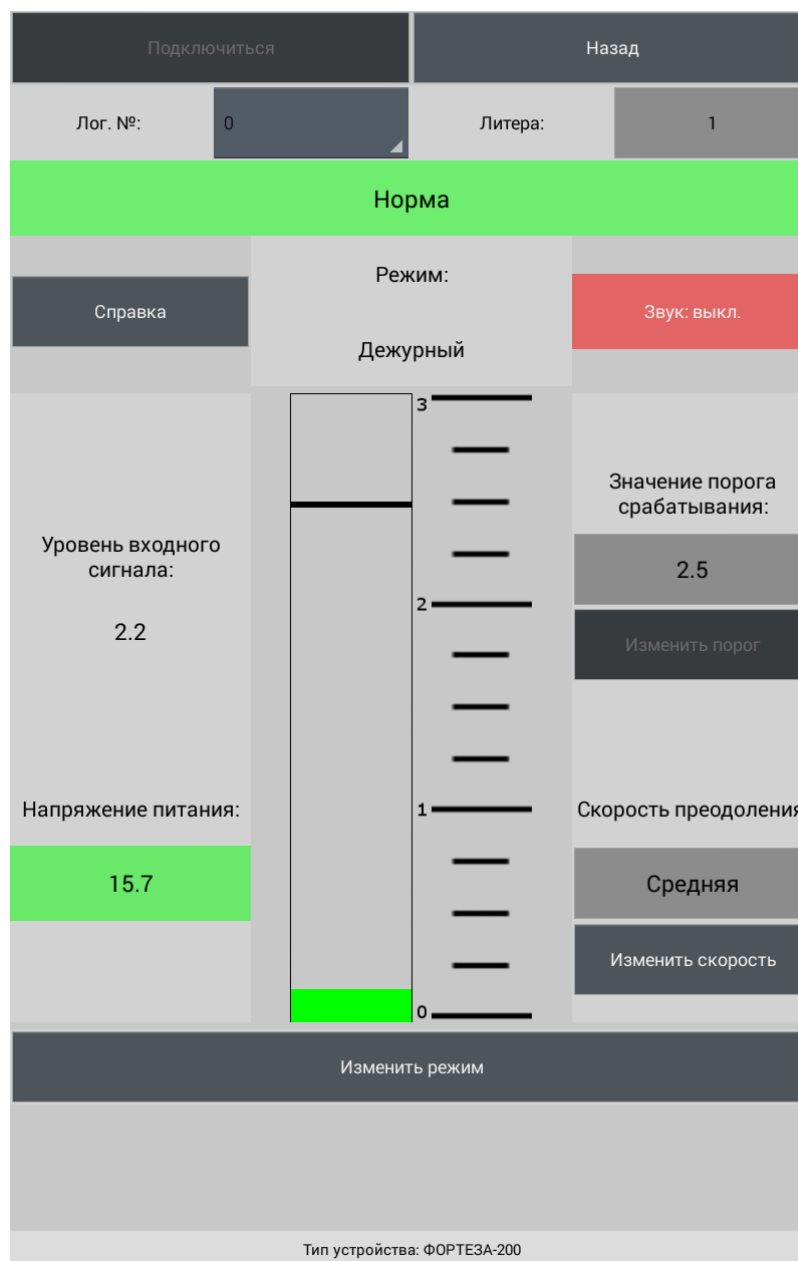 Подключиться
Назад
Лог. №:
0
Литера:
1
Норма
Режим:
Справка
Звук: выкл.
Дежурный
3
Значение порога
срабатывания:
Уровень входного
сигнала:
2.5
2
2.2
Изменить порог
Напряжение питания:
1
Скорость преодоления
15.7
Средняя
Изменить скорость
0
Изменить режим
Тип устройства: ФОРТЕЗА-200